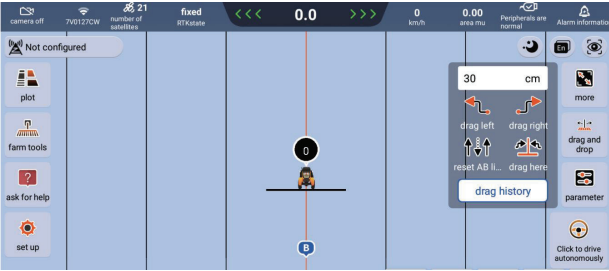 camera off
7V0127CW
21
number of
satellites
fixed
RTKstate
<<< 0.0 >>>
0
km/h
0.00
area mu
Peripherals are
normal
Alarm informatio
Not configured
En
plot
farm tools
ask for help
set up
0
B
30 cm
drag left
drag right
reset AB li...
drag here
drag history
more
drag and
drop
parameter
Click to drive
autonomously